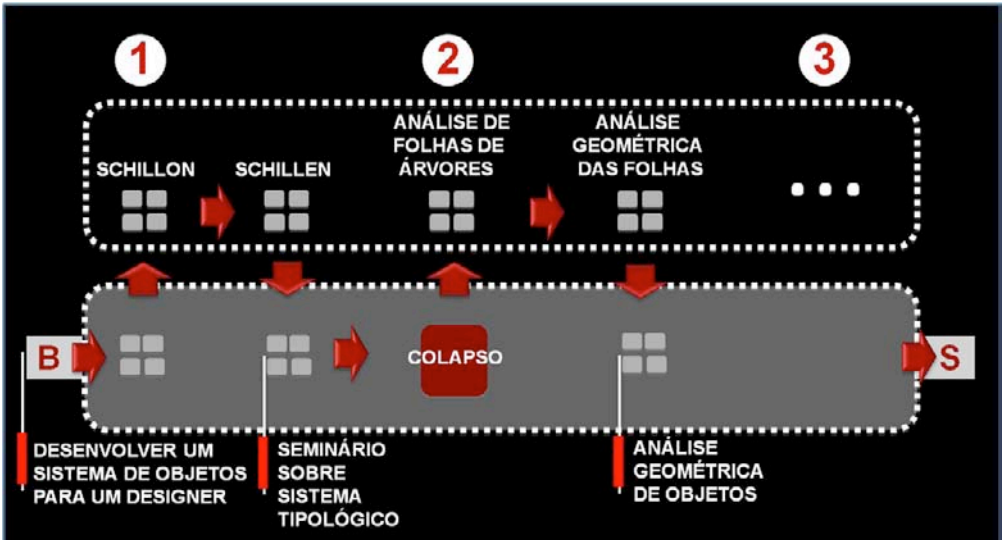 1
2
3
SCHILLON
SCHILLEN
ANÁLISE DE
FOLHAS DE
ÁRVORES
ANÁLISE
GEOMÉTRICA
DAS FOLHAS
...
B
COLAPSO
S
DESENVOLVER UM
SISTEMA DE OBJETOS
PARA UM DESIGNER
SEMINÁRIO
SOBRE
SISTEMA
TIPOLÓGICO
ANÁLISE
GEOMÉTRICA
DE OBJETOS